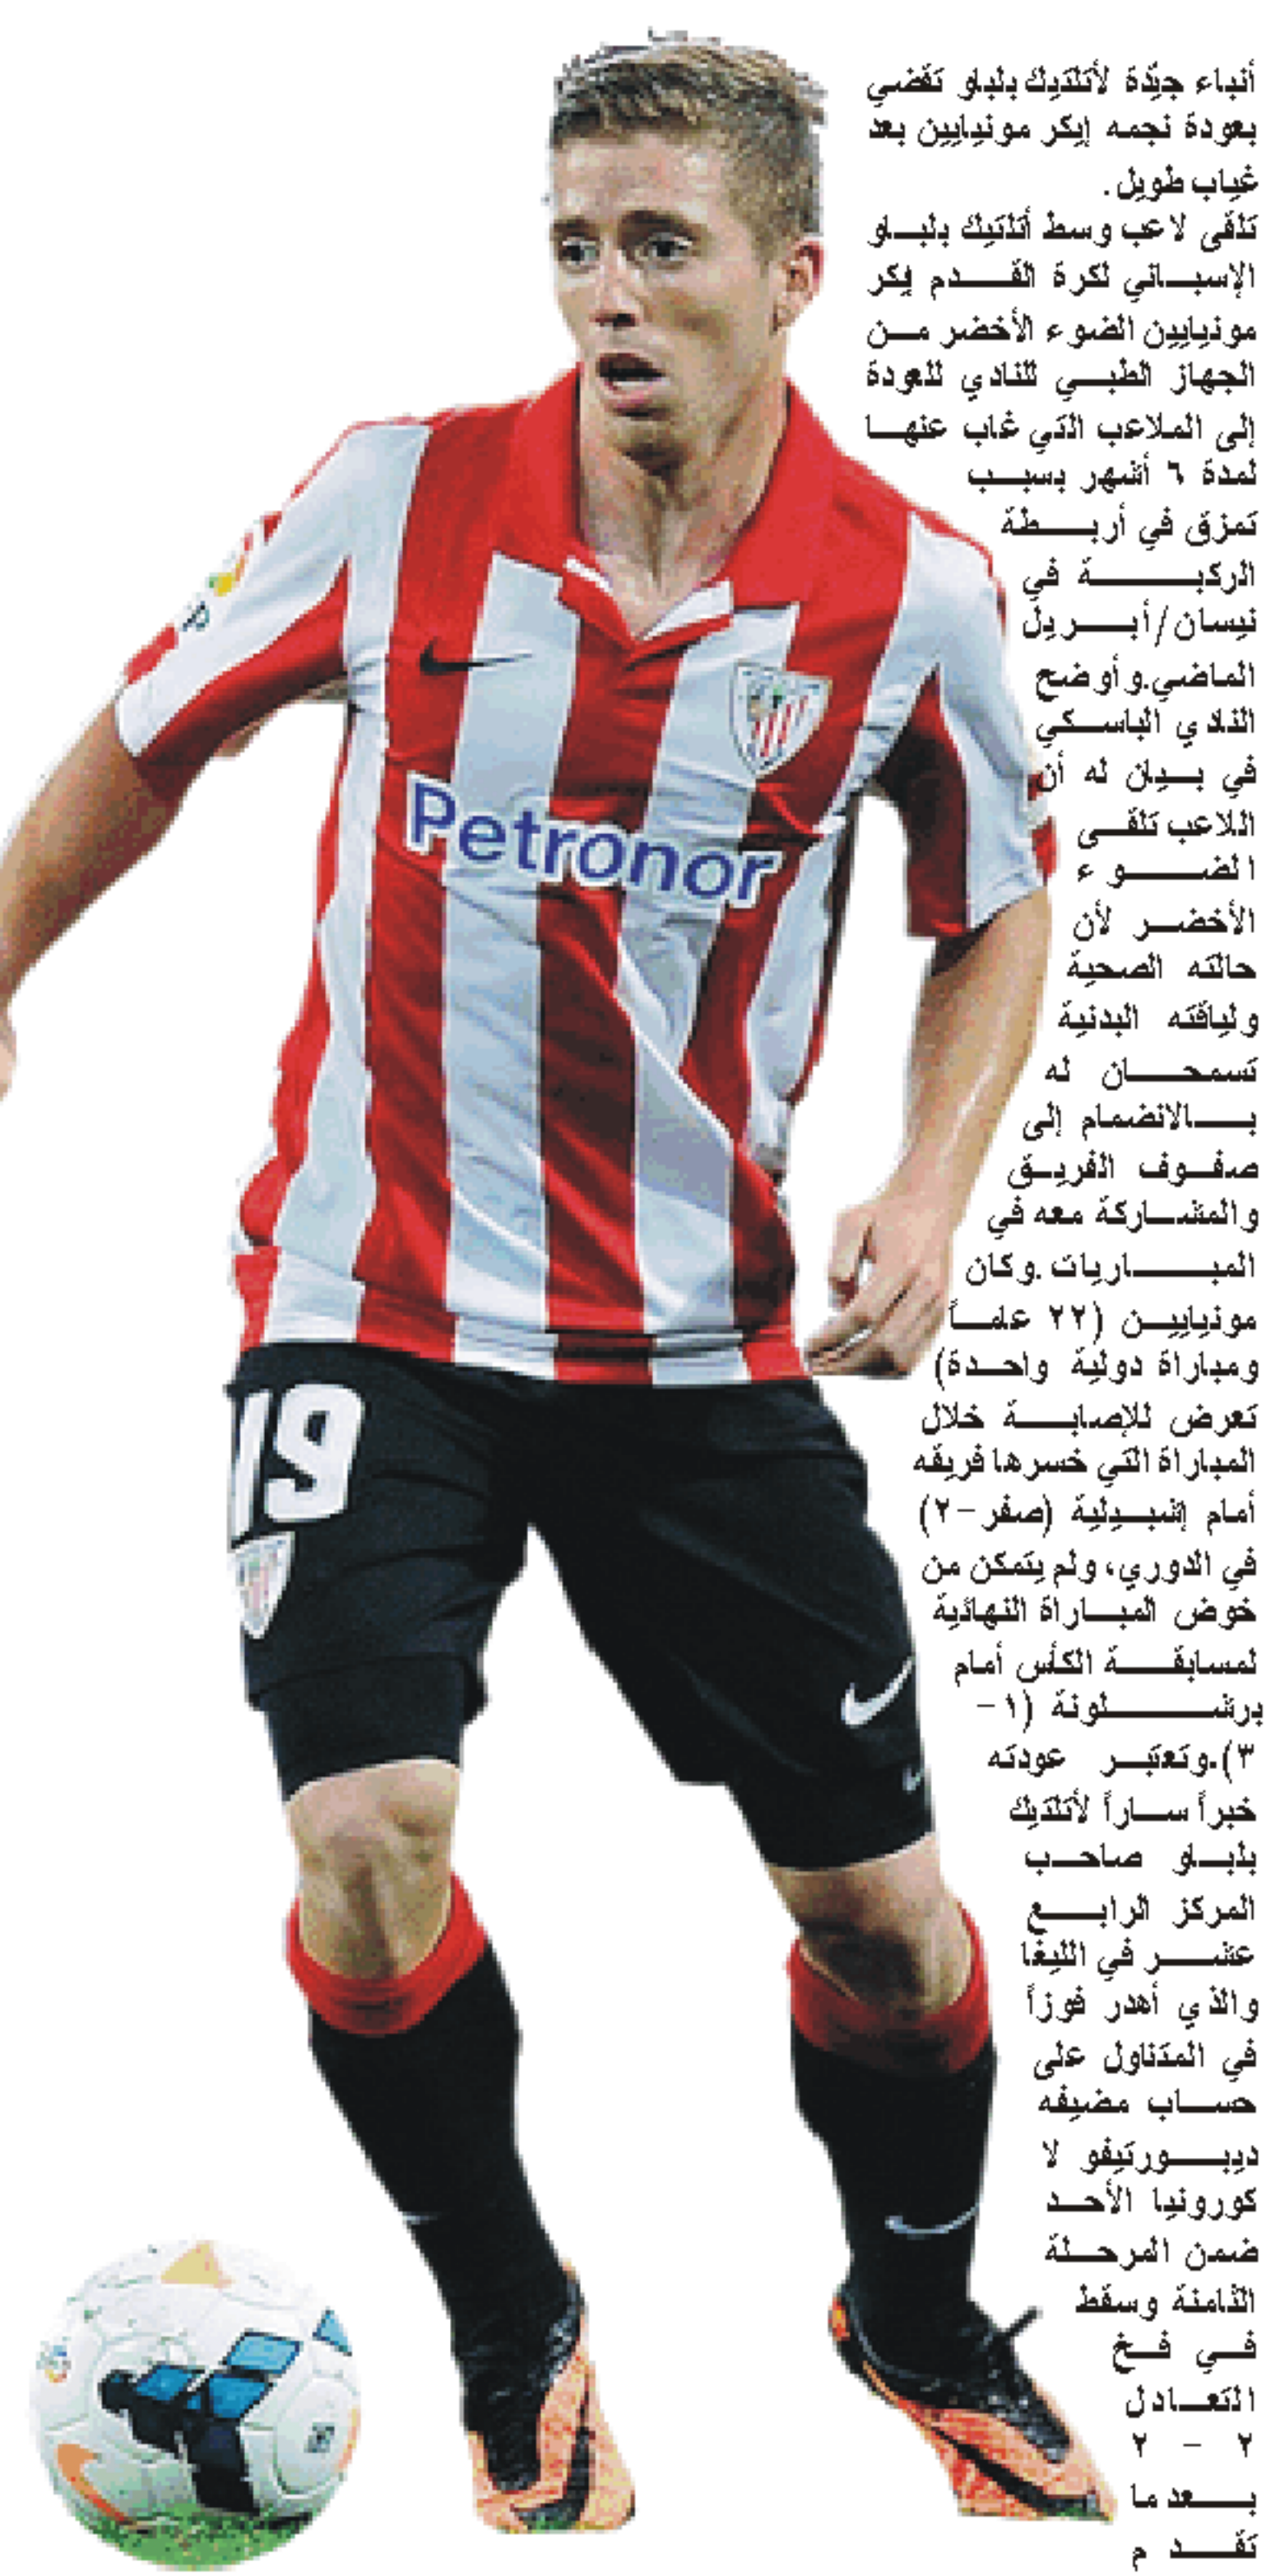 أنباء جيّدة لأتلتيك بلباو تقضي
بعودة نجمه إيكر مونيايين بعد
غياب طويل.
تلقى لاعب وسط أتلتيك بلباو
الإسباني لكرة القدم إيكر
مونيايين الضوء الأخضر من
الجهاز الطبي للنادي للعودة
إلى الملاعب التي غاب عنها
لمدة ٦ أشهر بسبب
تمزق في أربطة
الركبة في
نيسان/أبريل
الماضي.وأوضح
النادي الباسكي
في بيان له أن
اللاعب تلقى
الضوء
الأخضر لأن
حالته الصحية
ولياقته البدنية
تسمحان له
بالانضمام إلى
صفوف الفريق
والمشاركة معه في
المباريات .وكان
مونيايين (٢٢ عاماً
ومباراة دولية واحدة)
تعرض للإصابة خلال
المباراة التي خسرها فريقه
أمام إشبيلية (صفر-٢)
في الدوري، ولم يتمكن من
خوض المباراة النهائية
لمسابقة الكأس أمام
برشلونة (١-
٣).وتعتبر عودته
خبراً ساراً لأتلتيك
بلباو صاحب
المركز الرابع
عشر في الليغا
والذي أهدر فوزاً
في المتناول على
حساب مضيفه
ديبورتيفو لا
كورونيا الأحد
ضمن المرحلة
الثامنة وسقط
في فخ
التعادل
٢ - ٢
بعدما
تقدم
Petronor
19